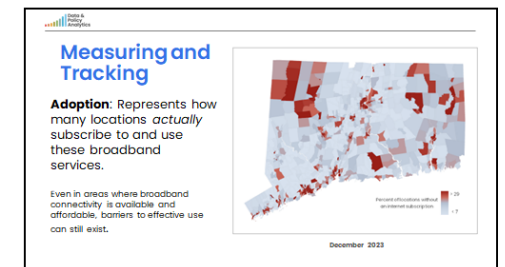 Data &
Policy
Analytics
Measuring and
Tracking
Adoption: Represents how
many locations actually
subscribe to and use
these broadband
services.
Even in areas where broadband
connectivity is available and
affordable, barriers to effective use
can still exist.
Percent of locations without
an internet subscription
> 26
< 7
December 2023